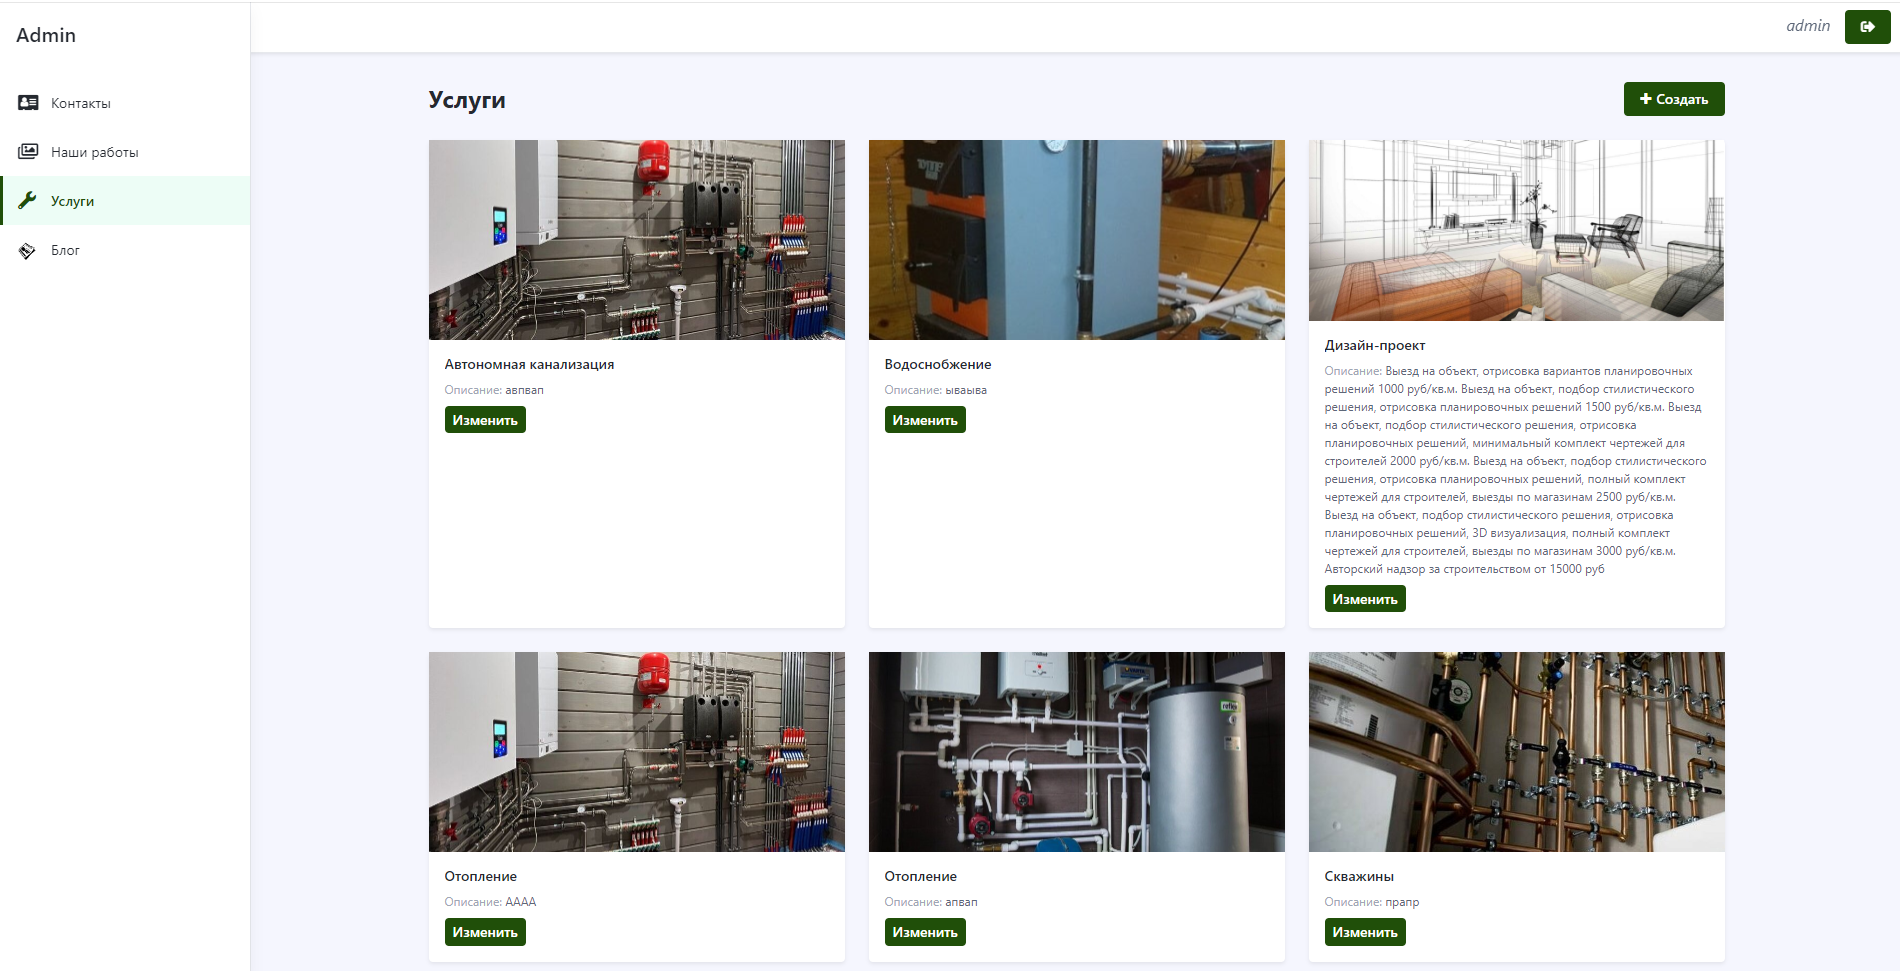 Admin
admin
Контакты
Наши работы
Услуги
Блог
Услуги
Создать
Автономная канализация
Описание: авпвап
Изменить
Водоснобжение
Описание: ываыва
Изменить
Дизайн-проект
Описание: Выезд на объект, отрисовка вариантов планировочных
решений 1000 руб/кв.м. Выезд на объект, подбор стилистического
решения, отрисовка планировочных решений 1500 руб/кв.м. Выезд
на объект, подбор стилистического решения, отрисовка
планировочных решений, минимальный комплект чертежей для
строителей 2000 руб/кв.м. Выезд на объект, подбор стилистического
решения, отрисовка планировочных решений, полный комплект
чертежей для строителей, выезды по магазинам 2500 руб/кв.м.
Выезд на объект, подбор стилистического решения, отрисовка
планировочных решений, 3D визуализация, полный комплект
чертежей для строителей, выезды по магазинам 3000 руб/кв.м.
Авторский надзор за строительством от 15000 руб
Изменить
Отопление
Описание: АААА
Изменить
Отопление
Описание: апвап
Изменить
Скважины
Описание: прапр
Изменить